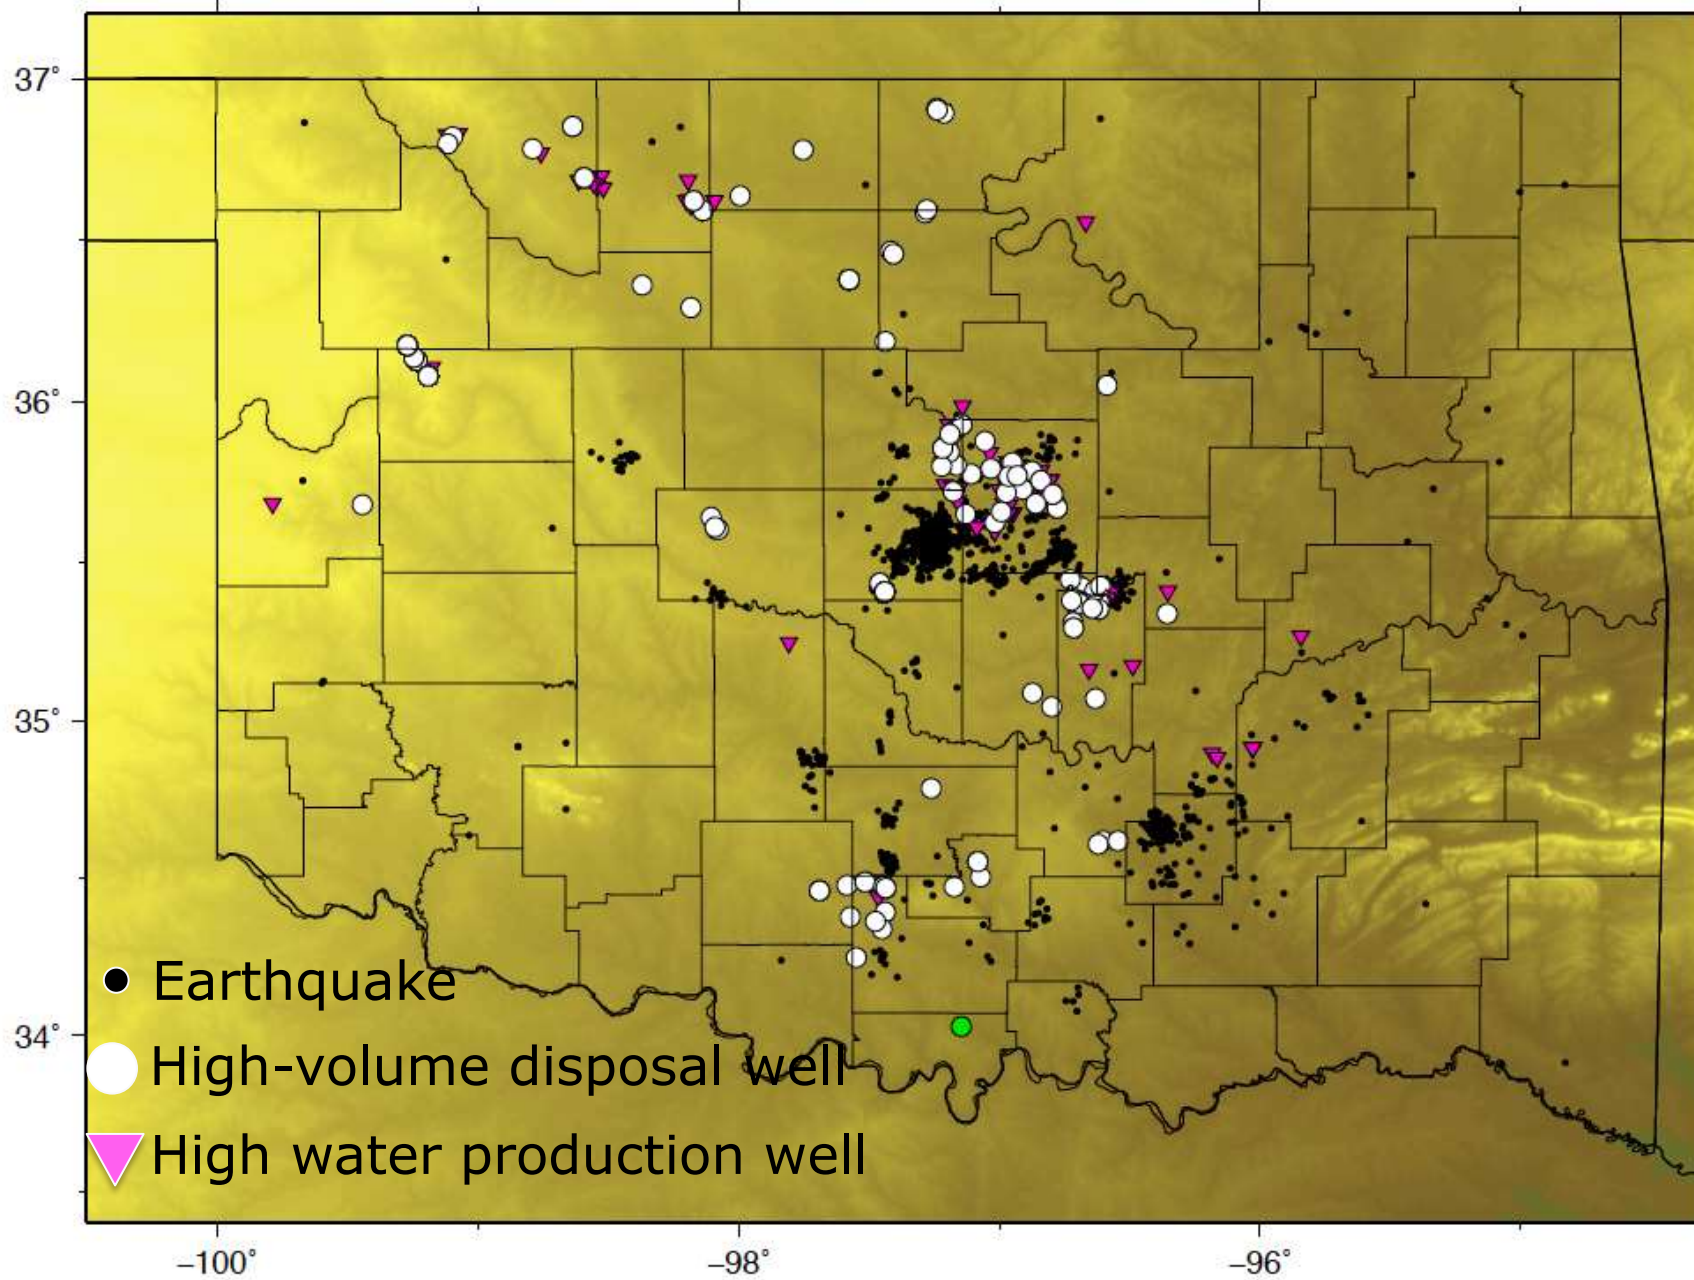 37°
36°
35°
34°
Earthquake
High-volume disposal well
High water production well
–100° –98° –96°